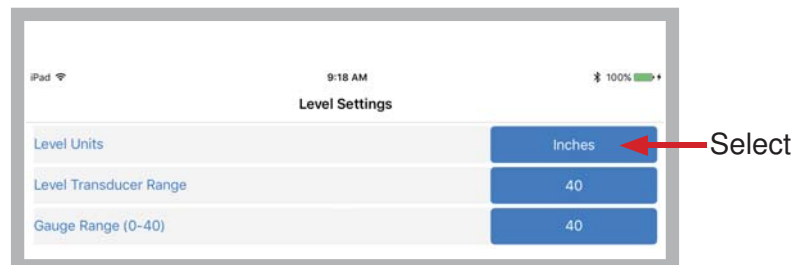 iPad 9:18 AM 100%
Level Settings
Level Units Inches Select
Level Transducer Range 40
Gauge Range (0-40) 40